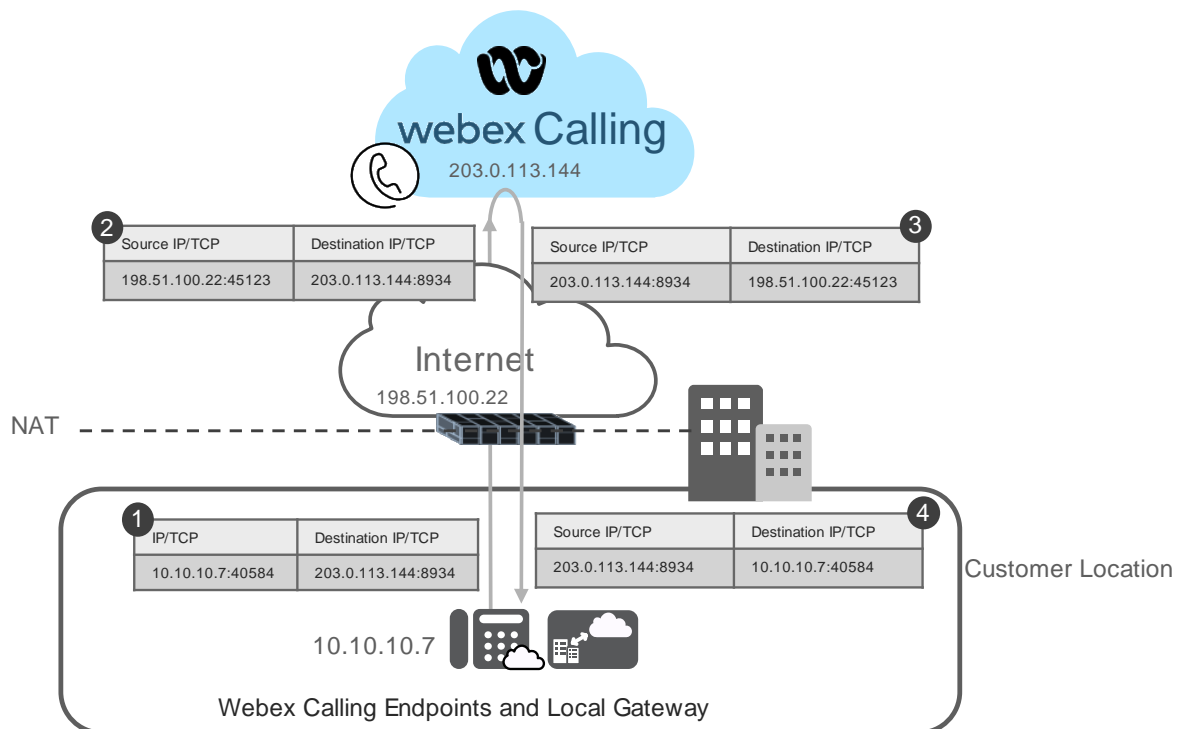 webex Calling
203.0.113.144
2
Source IP/TCP Destination IP/TCP
198.51.100.22:45123 203.0.113.144:8934
3
Source IP/TCP Destination IP/TCP
203.0.113.144:8934 198.51.100.22:45123
Internet
198.51.100.22
NAT
1
IP/TCP Destination IP/TCP
10.10.10.7:40584 203.0.113.144:8934
4
Source IP/TCP Destination IP/TCP
203.0.113.144:8934 10.10.10.7:40584
Customer Location
10.10.10.7
Webex Calling Endpoints and Local Gateway